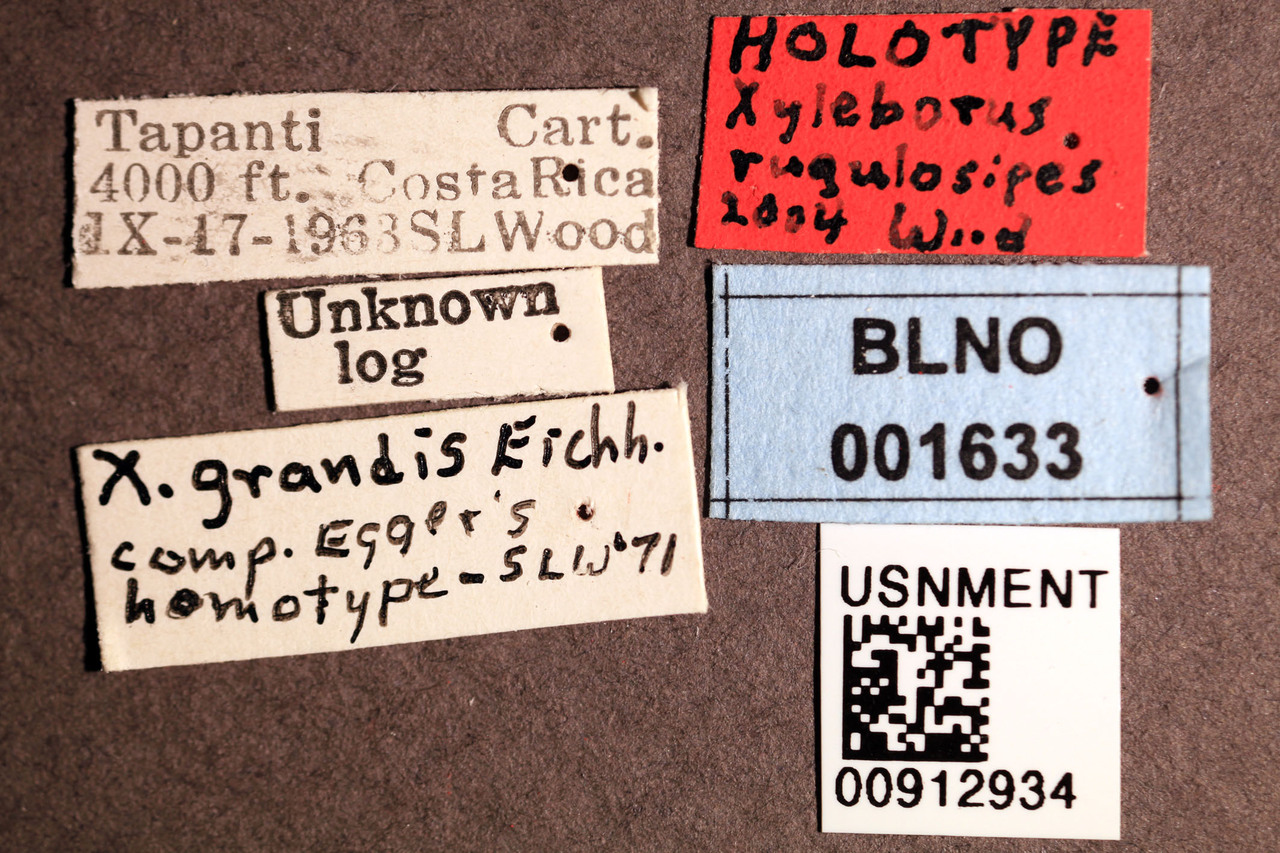 Tapanti Cart.
4000 ft. Costa Rica
IX-17-1963 SLWood
Unknown
log
X. grandis Eichh.
comp. Egger's
homotype - SLW '71
HOLOTYPE
Xyleborus
rugulosipes
2004 Wood
BLNO
001633
USNMENT
00912934